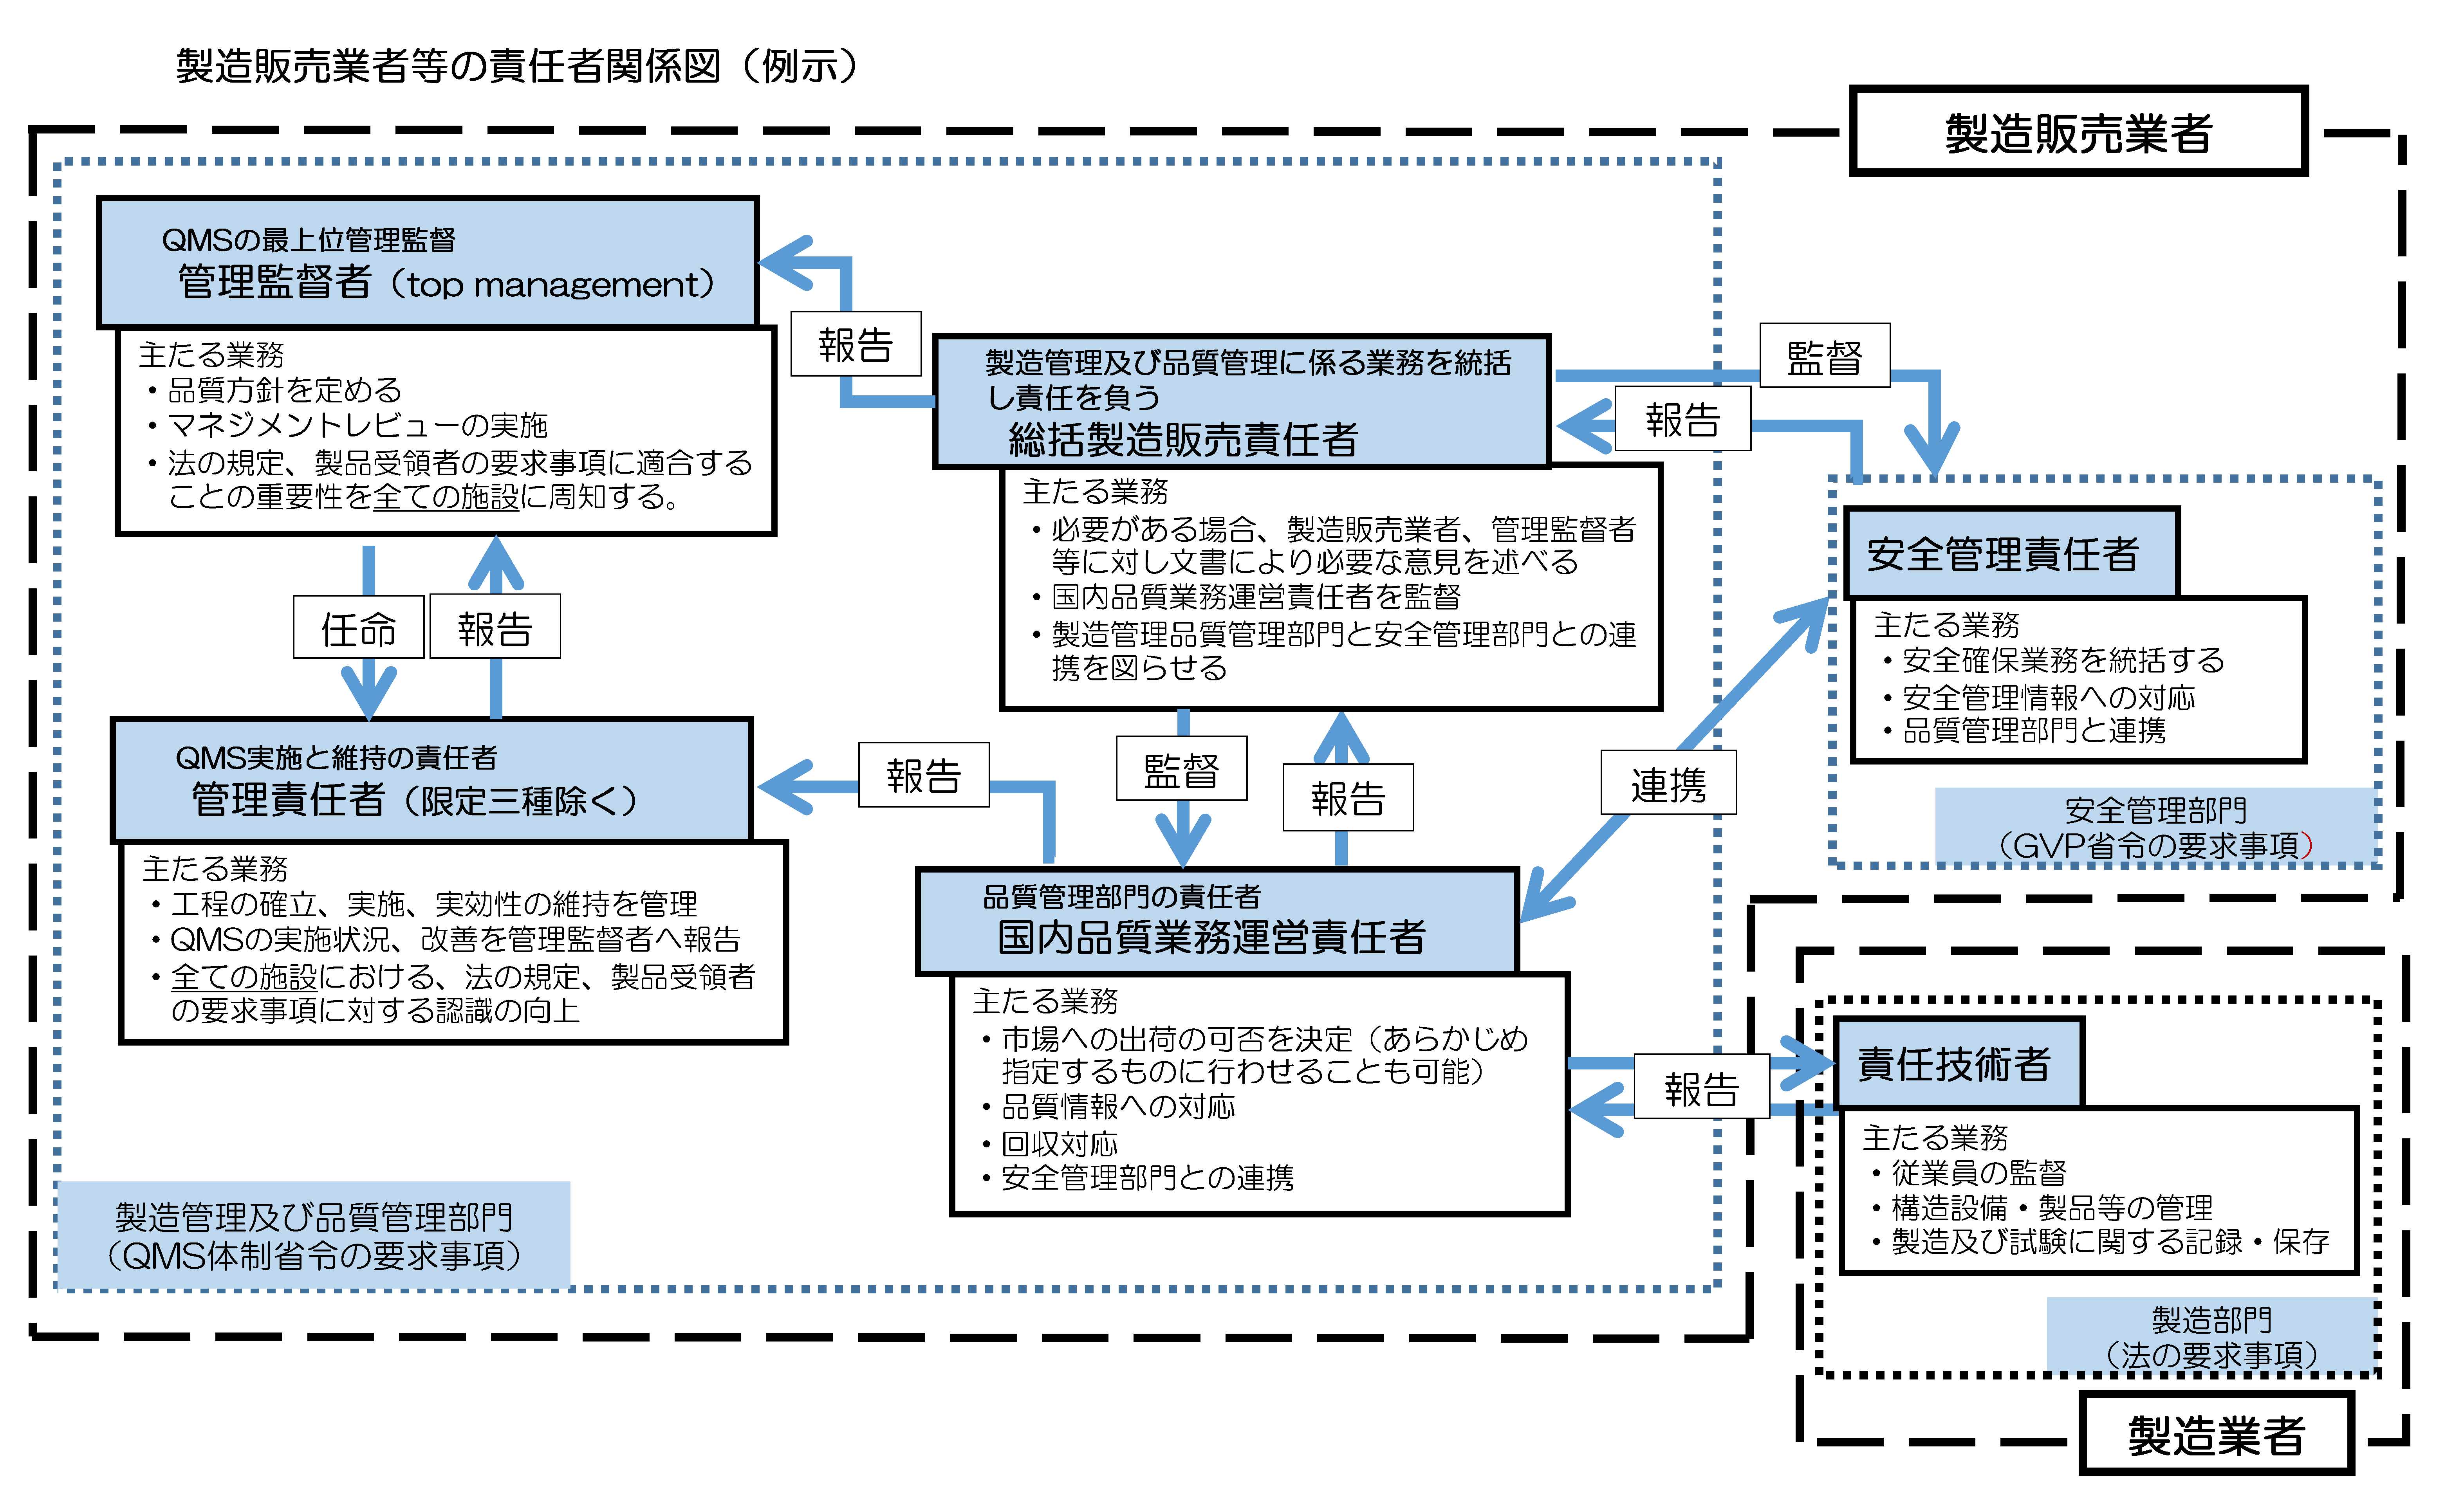 製造販売業者等の責任者関係図（例示）
製造販売業者
QMSの最上位管理監督
管理監督者（top management）
主たる業務
・品質方針を定める
・マネジメントレビューの実施
・法の規定、製品受領者の要求事項に適合する
ことの重要性を全ての施設に周知する。
報告
製造管理及び品質管理に係る業務を統括
し責任を負う
総括製造販売責任者
主たる業務
・必要がある場合、製造販売業者、管理監督者
等に対し文書により必要な意見を述べる
・国内品質業務運営責任者を監督
・製造管理品質管理部門と安全管理部門との連
携を図らせる
監督
報告
安全管理責任者
主たる業務
・安全確保業務を統括する
・安全管理情報への対応
・品質管理部門と連携
安全管理部門
（GVP省令の要求事項）
任命
報告
QMS実施と維持の責任者
管理責任者（限定三種除く）
主たる業務
・工程の確立、実施、実効性の維持を管理
・QMSの実施状況、改善を管理監督者へ報告
・全ての施設における、法の規定、製品受領者
の要求事項に対する認識の向上
報告
監督
報告
連携
品質管理部門の責任者
国内品質業務運営責任者
主たる業務
・市場への出荷の可否を決定（あらかじめ
指定するものに行わせることも可能）
・品質情報への対応
・回収対応
・安全管理部門との連携
製造管理及び品質管理部門
（QMS体制省令の要求事項）
報告
責任技術者
主たる業務
・従業員の監督
・構造設備・製品等の管理
・製造及び試験に関する記録・保存
製造部門
（法の要求事項）
製造業者